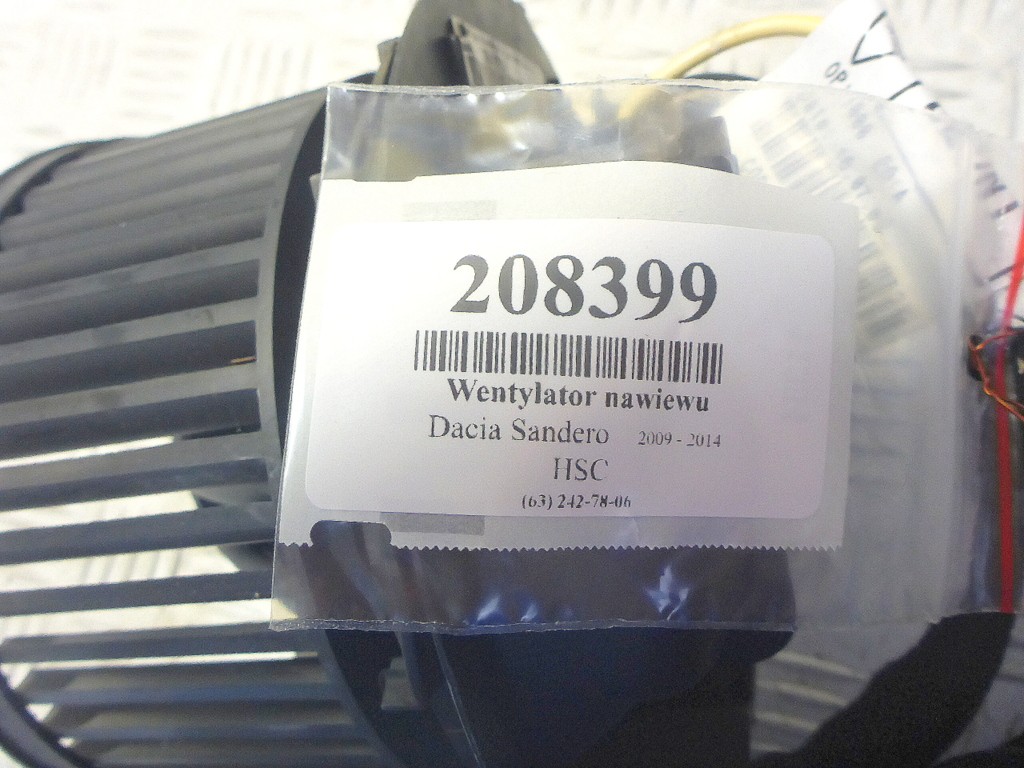 208399
Wentylator nawiewu
Dacia Sandero 2009 - 2014
HSC
(63) 242-78-06